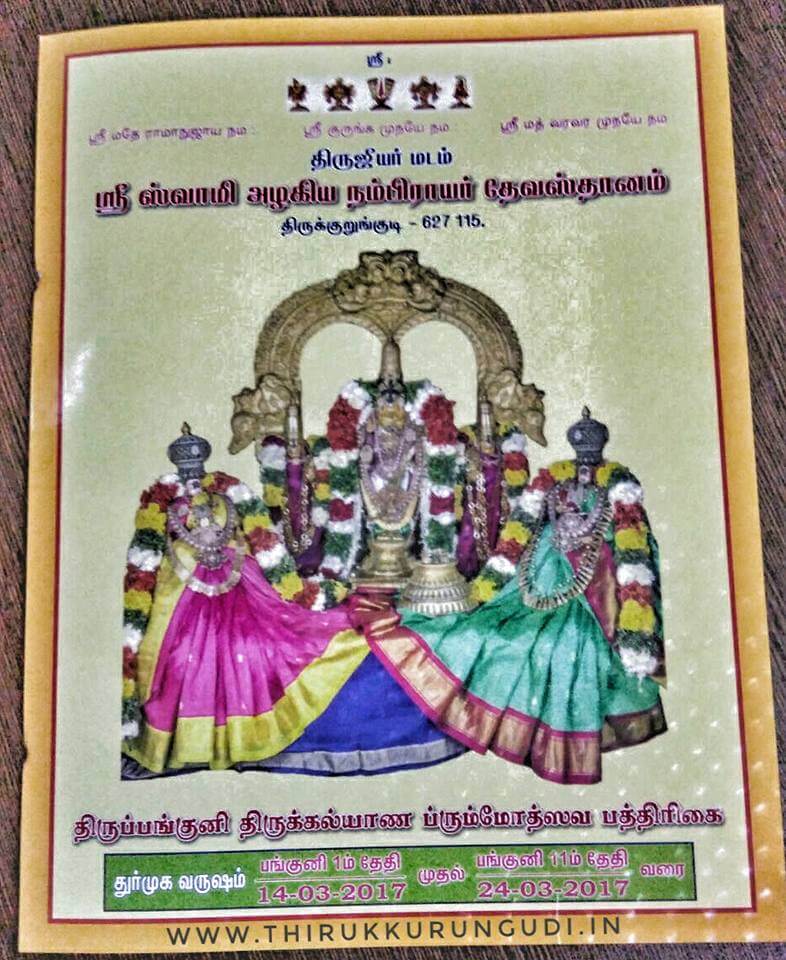 ஸ்ரீ:
ஸ்ரீ மதே ராமாநுஜாய நம : ஸ்ரீ குருங்க முநயே நம : ஸ்ரீ மத் வரவர முநயே நம
திருஜீயர் மடம்
ஸ்ரீ ஸ்வாமி அழகிய நம்பிராயர் தேவஸ்தானம்
திருக்குறுங்குடி - 627 115.
திருப்பங்குனி திருக்கல்யாண ப்ரும்மோத்ஸவ பத்திரிகை
துர்முக வருஷம் பங்குனி 1ம் தேதி 14-03-2017 முதல் பங்குனி 11ம் தேதி 24-03-2017 வரை
WWW.THIRUKKURUNGUDI.IN